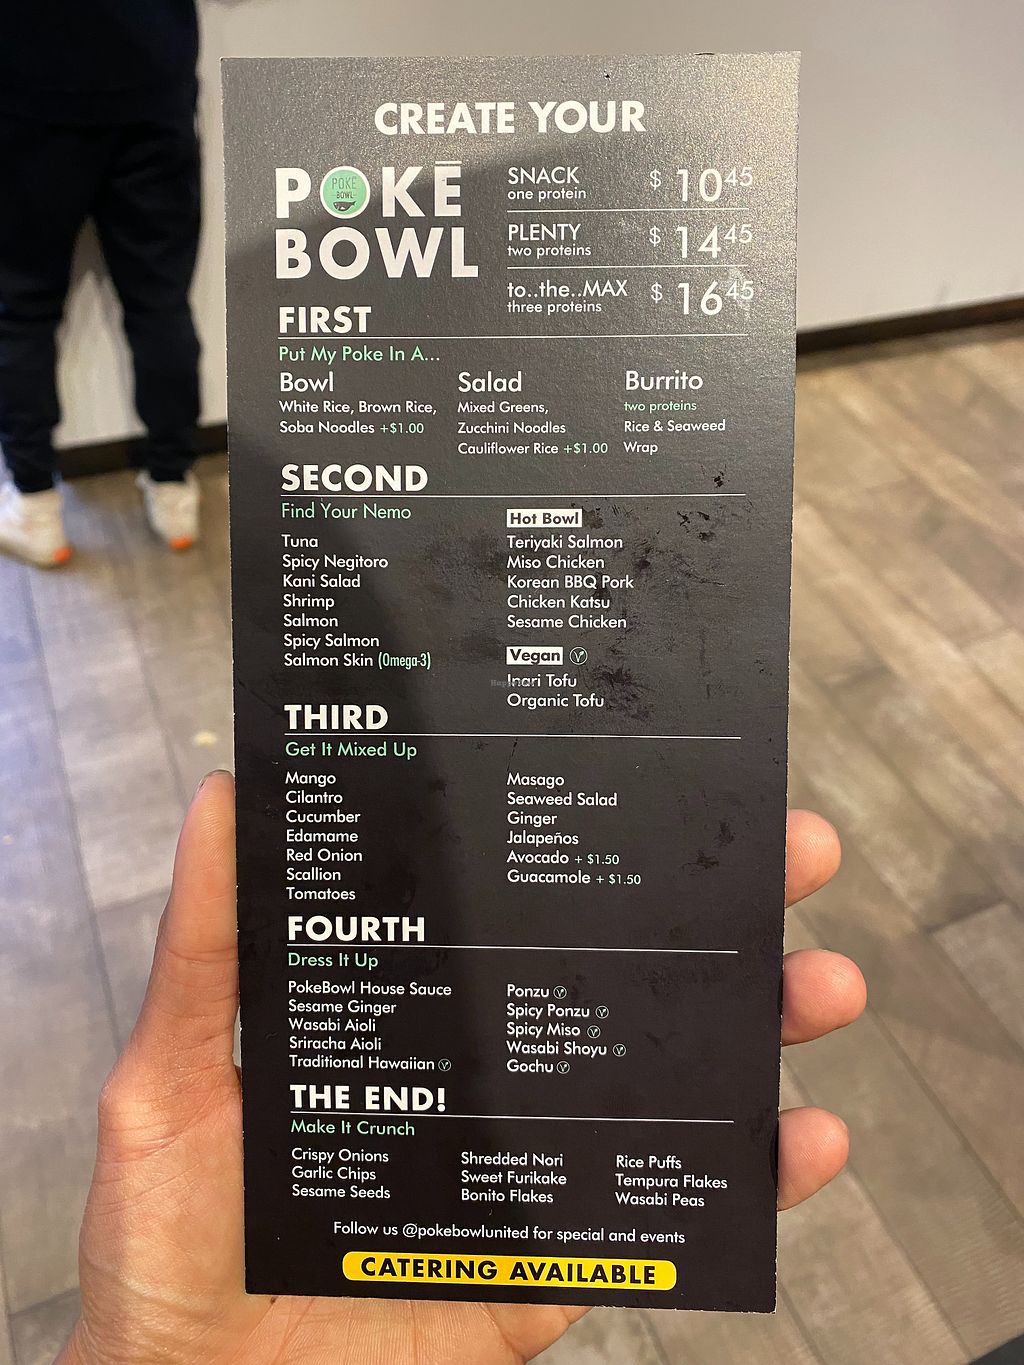 CREATE YOUR
POKĒ
BOWL
POKE
BOWL
SNACK $ 10 45
one protein
PLENTY $ 14 45
two proteins
to..the..MAX $ 16 45
three proteins
FIRST
Put My Poke In A...
Bowl
White Rice, Brown Rice,
Soba Noodles +$1.00
Salad
Mixed Greens,
Zucchini Noodles
Cauliflower Rice +$1.00
Burrito
two proteins
Rice & Seaweed
Wrap
SECOND
Find Your Nemo
Tuna
Spicy Negitoro
Kani Salad
Shrimp
Salmon
Spicy Salmon
Salmon Skin (Omega-3)
Hot Bowl
Teriyaki Salmon
Miso Chicken
Korean BBQ Pork
Chicken Katsu
Sesame Chicken
Vegan V
Inari Tofu
Organic Tofu
THIRD
Get It Mixed Up
Mango
Cilantro
Cucumber
Edamame
Red Onion
Scallion
Tomatoes
Masago
Seaweed Salad
Ginger
Jalapeños
Avocado + $1.50
Guacamole + $1.50
FOURTH
Dress It Up
PokeBowl House Sauce
Sesame Ginger
Wasabi Aioli
Sriracha Aioli
Traditional Hawaiian V
Ponzu V
Spicy Ponzu V
Spicy Miso V
Wasabi Shoyu V
Gochu V
THE END!
Make It Crunch
Crispy Onions
Garlic Chips
Sesame Seeds
Shredded Nori
Sweet Furikake
Bonito Flakes
Rice Puffs
Tempura Flakes
Wasabi Peas
Follow us @pokebowlunited for special and events
CATERING AVAILABLE